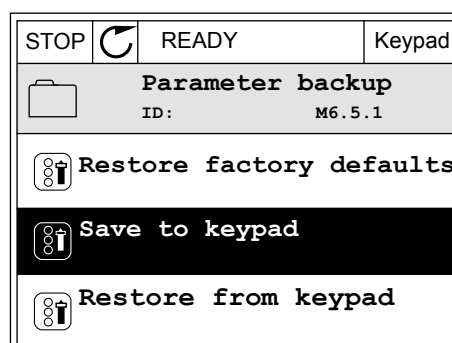 STOP READY Keypad
Parameter backup
ID: M6.5.1
Restore factory defaults
Save to keypad
Restore from keypad